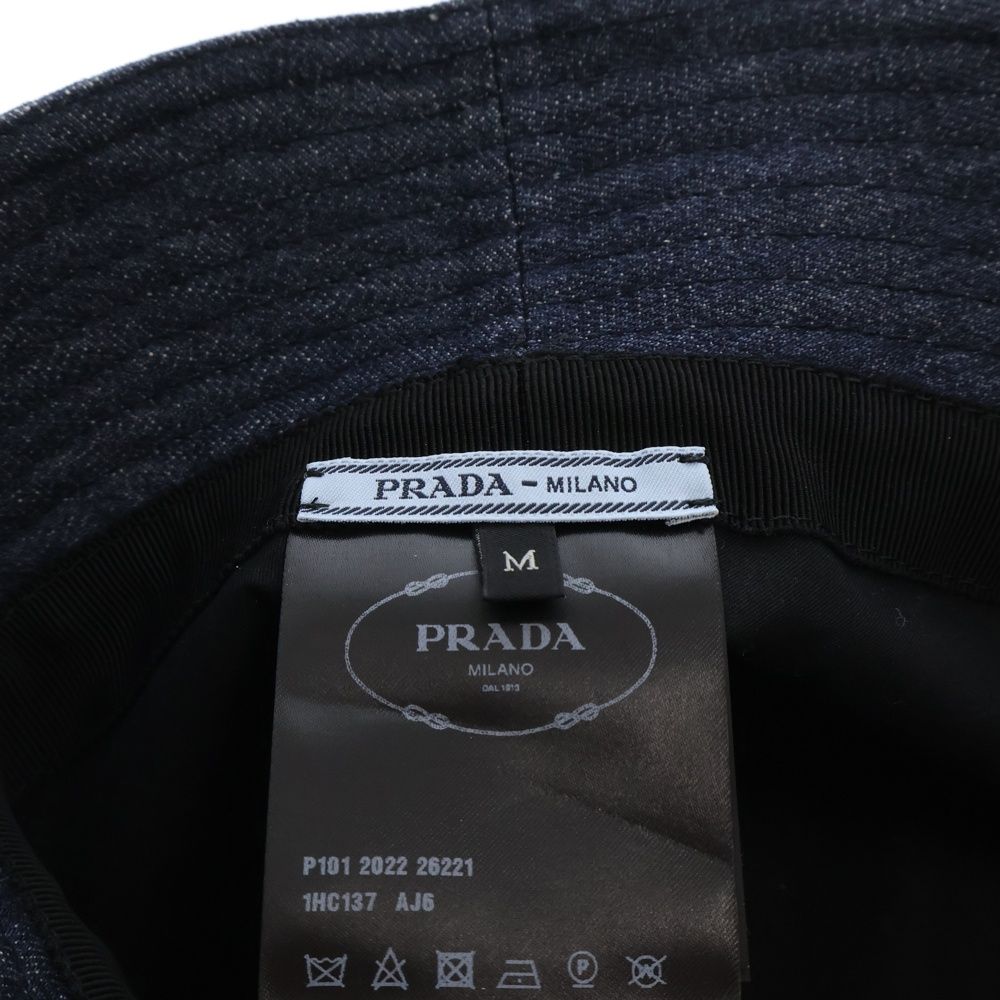 PRADA - MILANO
M
PRADA
MILANO
DAL 1913
P101 2022 26221
1HC137 AJ6
P
W